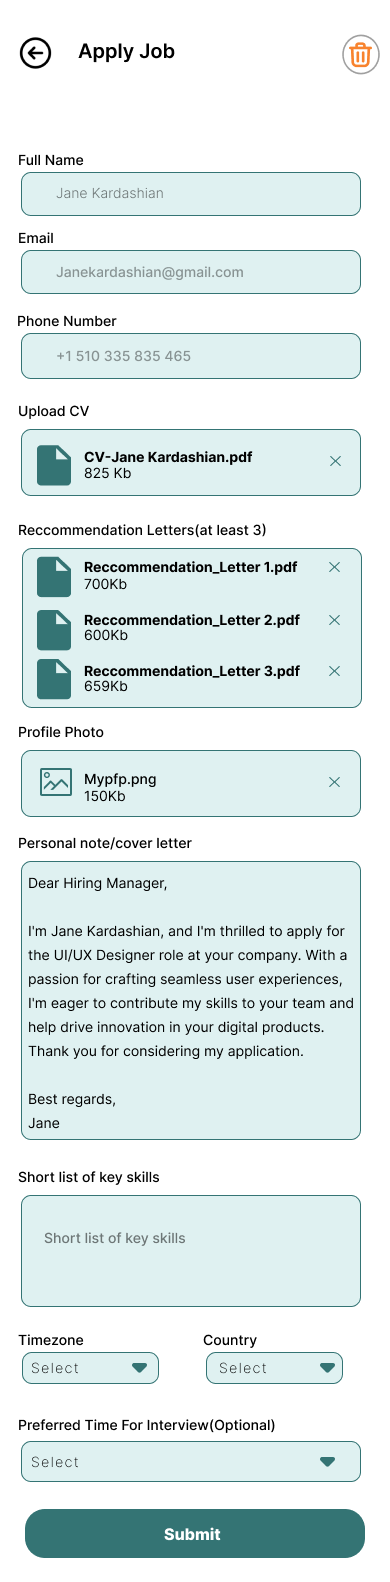 Apply Job
Full Name
Jane Kardashian
Email
Janekardashian@gmail.com
Phone Number
+1 510 335 835 465
Upload CV
CV-Jane Kardashian.pdf
825 Kb
Reccommendation Letters(at least 3)
Reccommendation_Letter 1.pdf
700Kb
Reccommendation_Letter 2.pdf
600Kb
Reccommendation_Letter 3.pdf
659Kb
Profile Photo
Mypfp.png
150Kb
Personal note/cover letter
Dear Hiring Manager,
I'm Jane Kardashian, and I'm thrilled to apply for
the UI/UX Designer role at your company. With a
passion for crafting seamless user experiences,
I'm eager to contribute my skills to your team and
help drive innovation in your digital products.
Thank you for considering my application.
Best regards,
Jane
Short list of key skills
Short list of key skills
Timezone Country
Select Select
Preferred Time For Interview(Optional)
Select
Submit